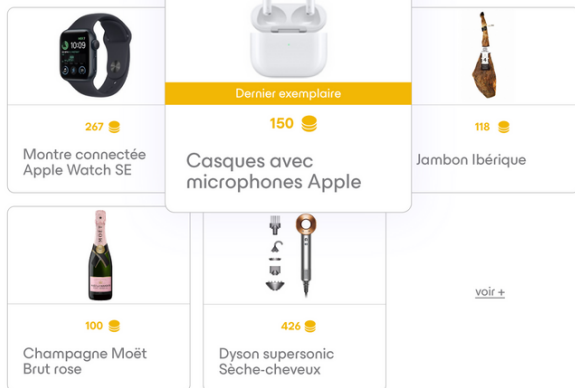 Dernier exemplaire
267
150
118
Montre connectée
Apple Watch SE
Casques avec
microphones Apple
Jambon Ibérique
voir +
100
426
Champagne Moët
Brut rose
Dyson supersonic
Sèche-cheveux